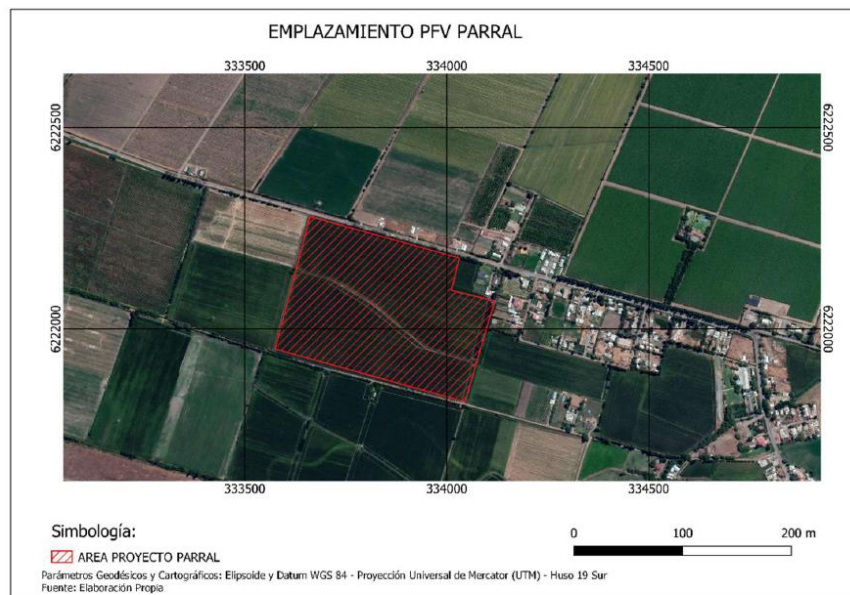 EMPLAZAMIENTO PFV PARRAL
333500 334000 334500
6222500 6222500
6222000 6222000
333500 334000 334500
Simbología:
AREA PROYECTO PARRAL
0 100 200 m
Parámetros Geodésicos y Cartográficos: Elipsoide y Datum WGS 84 - Proyección Universal de Mercator (UTM) - Huso 19 Sur
Fuente: Elaboración Propia